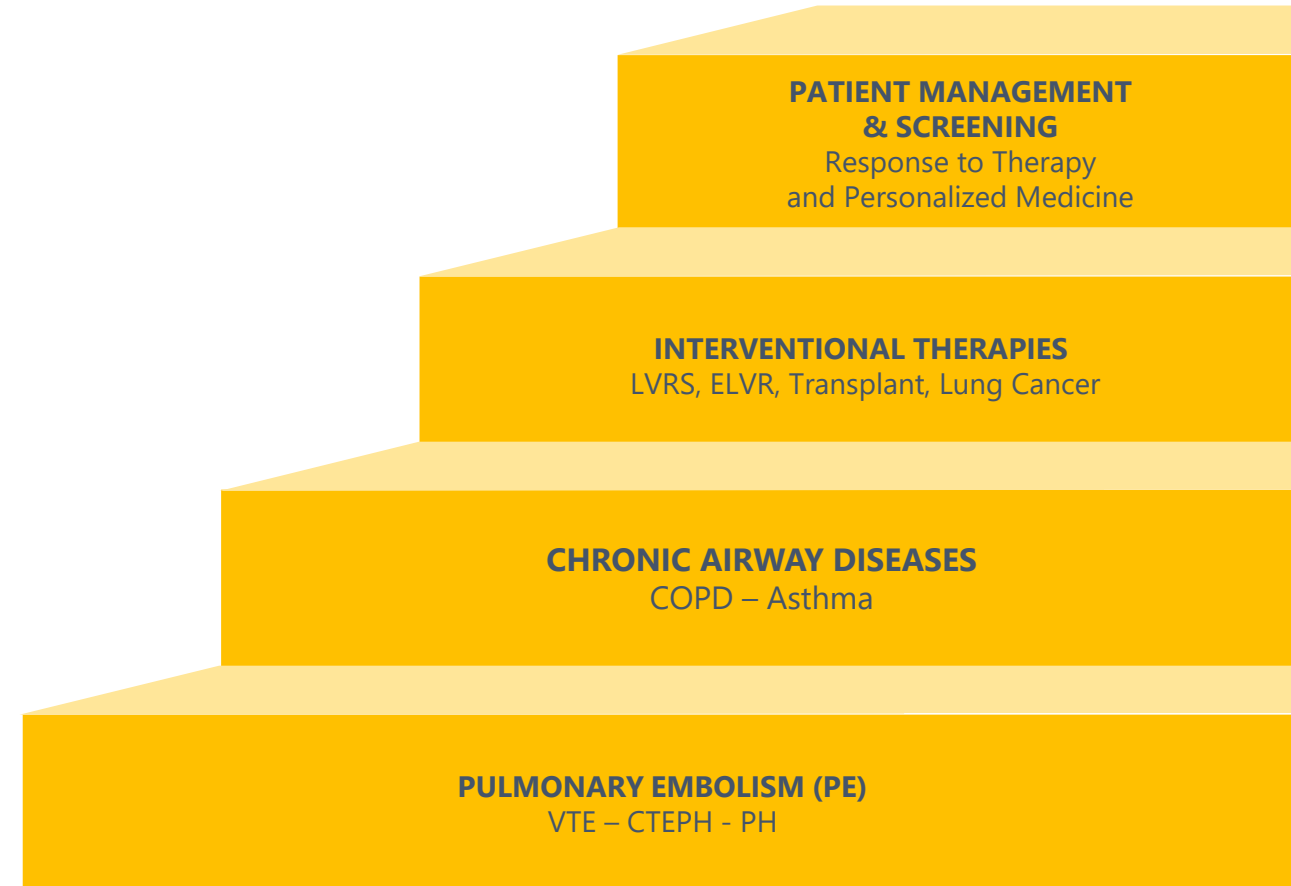 PATIENT MANAGEMENT
& SCREENING
Response to Therapy
and Personalized Medicine
INTERVENTIONAL THERAPIES
LVRS, ELVR, Transplant, Lung Cancer
CHRONIC AIRWAY DISEASES
COPD – Asthma
PULMONARY EMBOLISM (PE)
VTE – CTEPH - PH